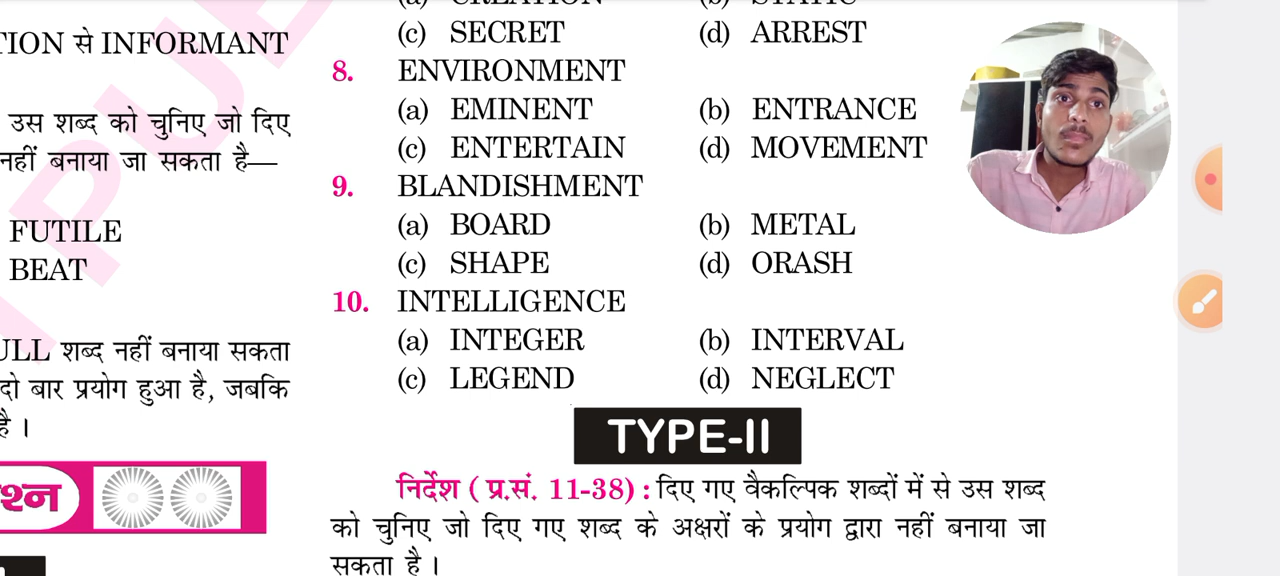 TION से INFORMANT
उस शब्द को चुनिए जो दिए
नहीं बनाया जा सकता है—
FUTILE
BEAT
ULL शब्द नहीं बनाया सकता
दो बार प्रयोग हुआ है, जबकि
है ।
श्न
(a) CREATION (b) STATIC
(c) SECRET (d) ARREST
8. ENVIRONMENT
(a) EMINENT (b) ENTRANCE
(c) ENTERTAIN (d) MOVEMENT
9. BLANDISHMENT
(a) BOARD (b) METAL
(c) SHAPE (d) ORASH
10. INTELLIGENCE
(a) INTEGER (b) INTERVAL
(c) LEGEND (d) NEGLECT
TYPE-II
निर्देश ( प्र.सं. 11-38) : दिए गए वैकल्पिक शब्दों में से उस शब्द
को चुनिए जो दिए गए शब्द के अक्षरों के प्रयोग द्वारा नहीं बनाया जा
सकता है ।